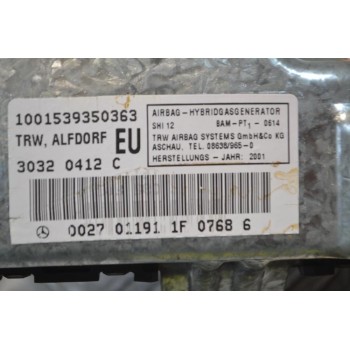 1001539350363
TRW, ALFDORF EU
3032 0412 C
AIRBAG-HYBRIDGASGENERATOR
SHI 12 BAM-PT1-0614
TRW AIRBAG SYSTEMS GmbH&Co KG
ASCHAU, TEL. 08638/965-0
HERSTELLUNGS - JAHR: 2001
0027 01191 1F 0768 6